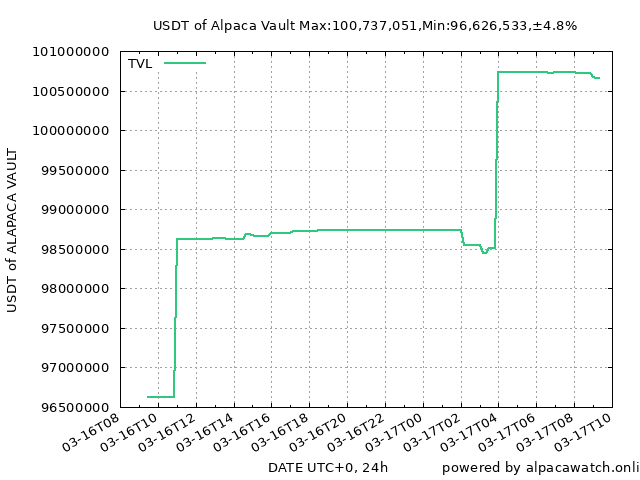 USDT of Alpaca Vault Max:100,737,051,Min:96,626,533,±4.8%
101000000
TVL
100500000
100000000
99500000
99000000
98500000
98000000
97500000
97000000
96500000
USDT of ALAPACA VAULT
03-16T08
03-16T10
03-16T12
03-16T14
03-16T16
03-16T18
03-16T20
03-16T22
03-17T00
03-17T02
03-17T04
03-17T06
03-17T08
03-17T10
DATE UTC+0, 24h
powered by alpacawatch.onli